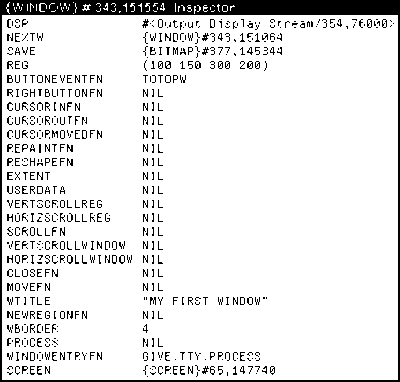 {WINDOW}#343,151554 Inspector
DSP #<Output Display Stream/354,76000>
NEXTW {WINDOW}#343,151064
SAVE {BITMAP}#377,145344
REG (100 150 300 200)
BUTTONEVENTFN TOTOPW
RIGHTBUTTONFN NIL
CURSORINFN NIL
CURSOROUTFN NIL
CURSORMOVEDFN NIL
REPAINTFN NIL
RESHAPEFN NIL
EXTENT NIL
USERDATA NIL
VERTSCROLLREG NIL
HORIZSCROLLREG NIL
SCROLLFN NIL
VERTSCROLLWINDOW NIL
HORIZSCROLLWINDOW NIL
CLOSEFN NIL
MOVEFN NIL
WTITLE "MY FIRST WINDOW"
NEWREGIONFN NIL
WBORDER 4
PROCESS NIL
WINDOWENTRYFN GIVE.TTY.PROCESS
SCREEN {SCREEN}#65,147740